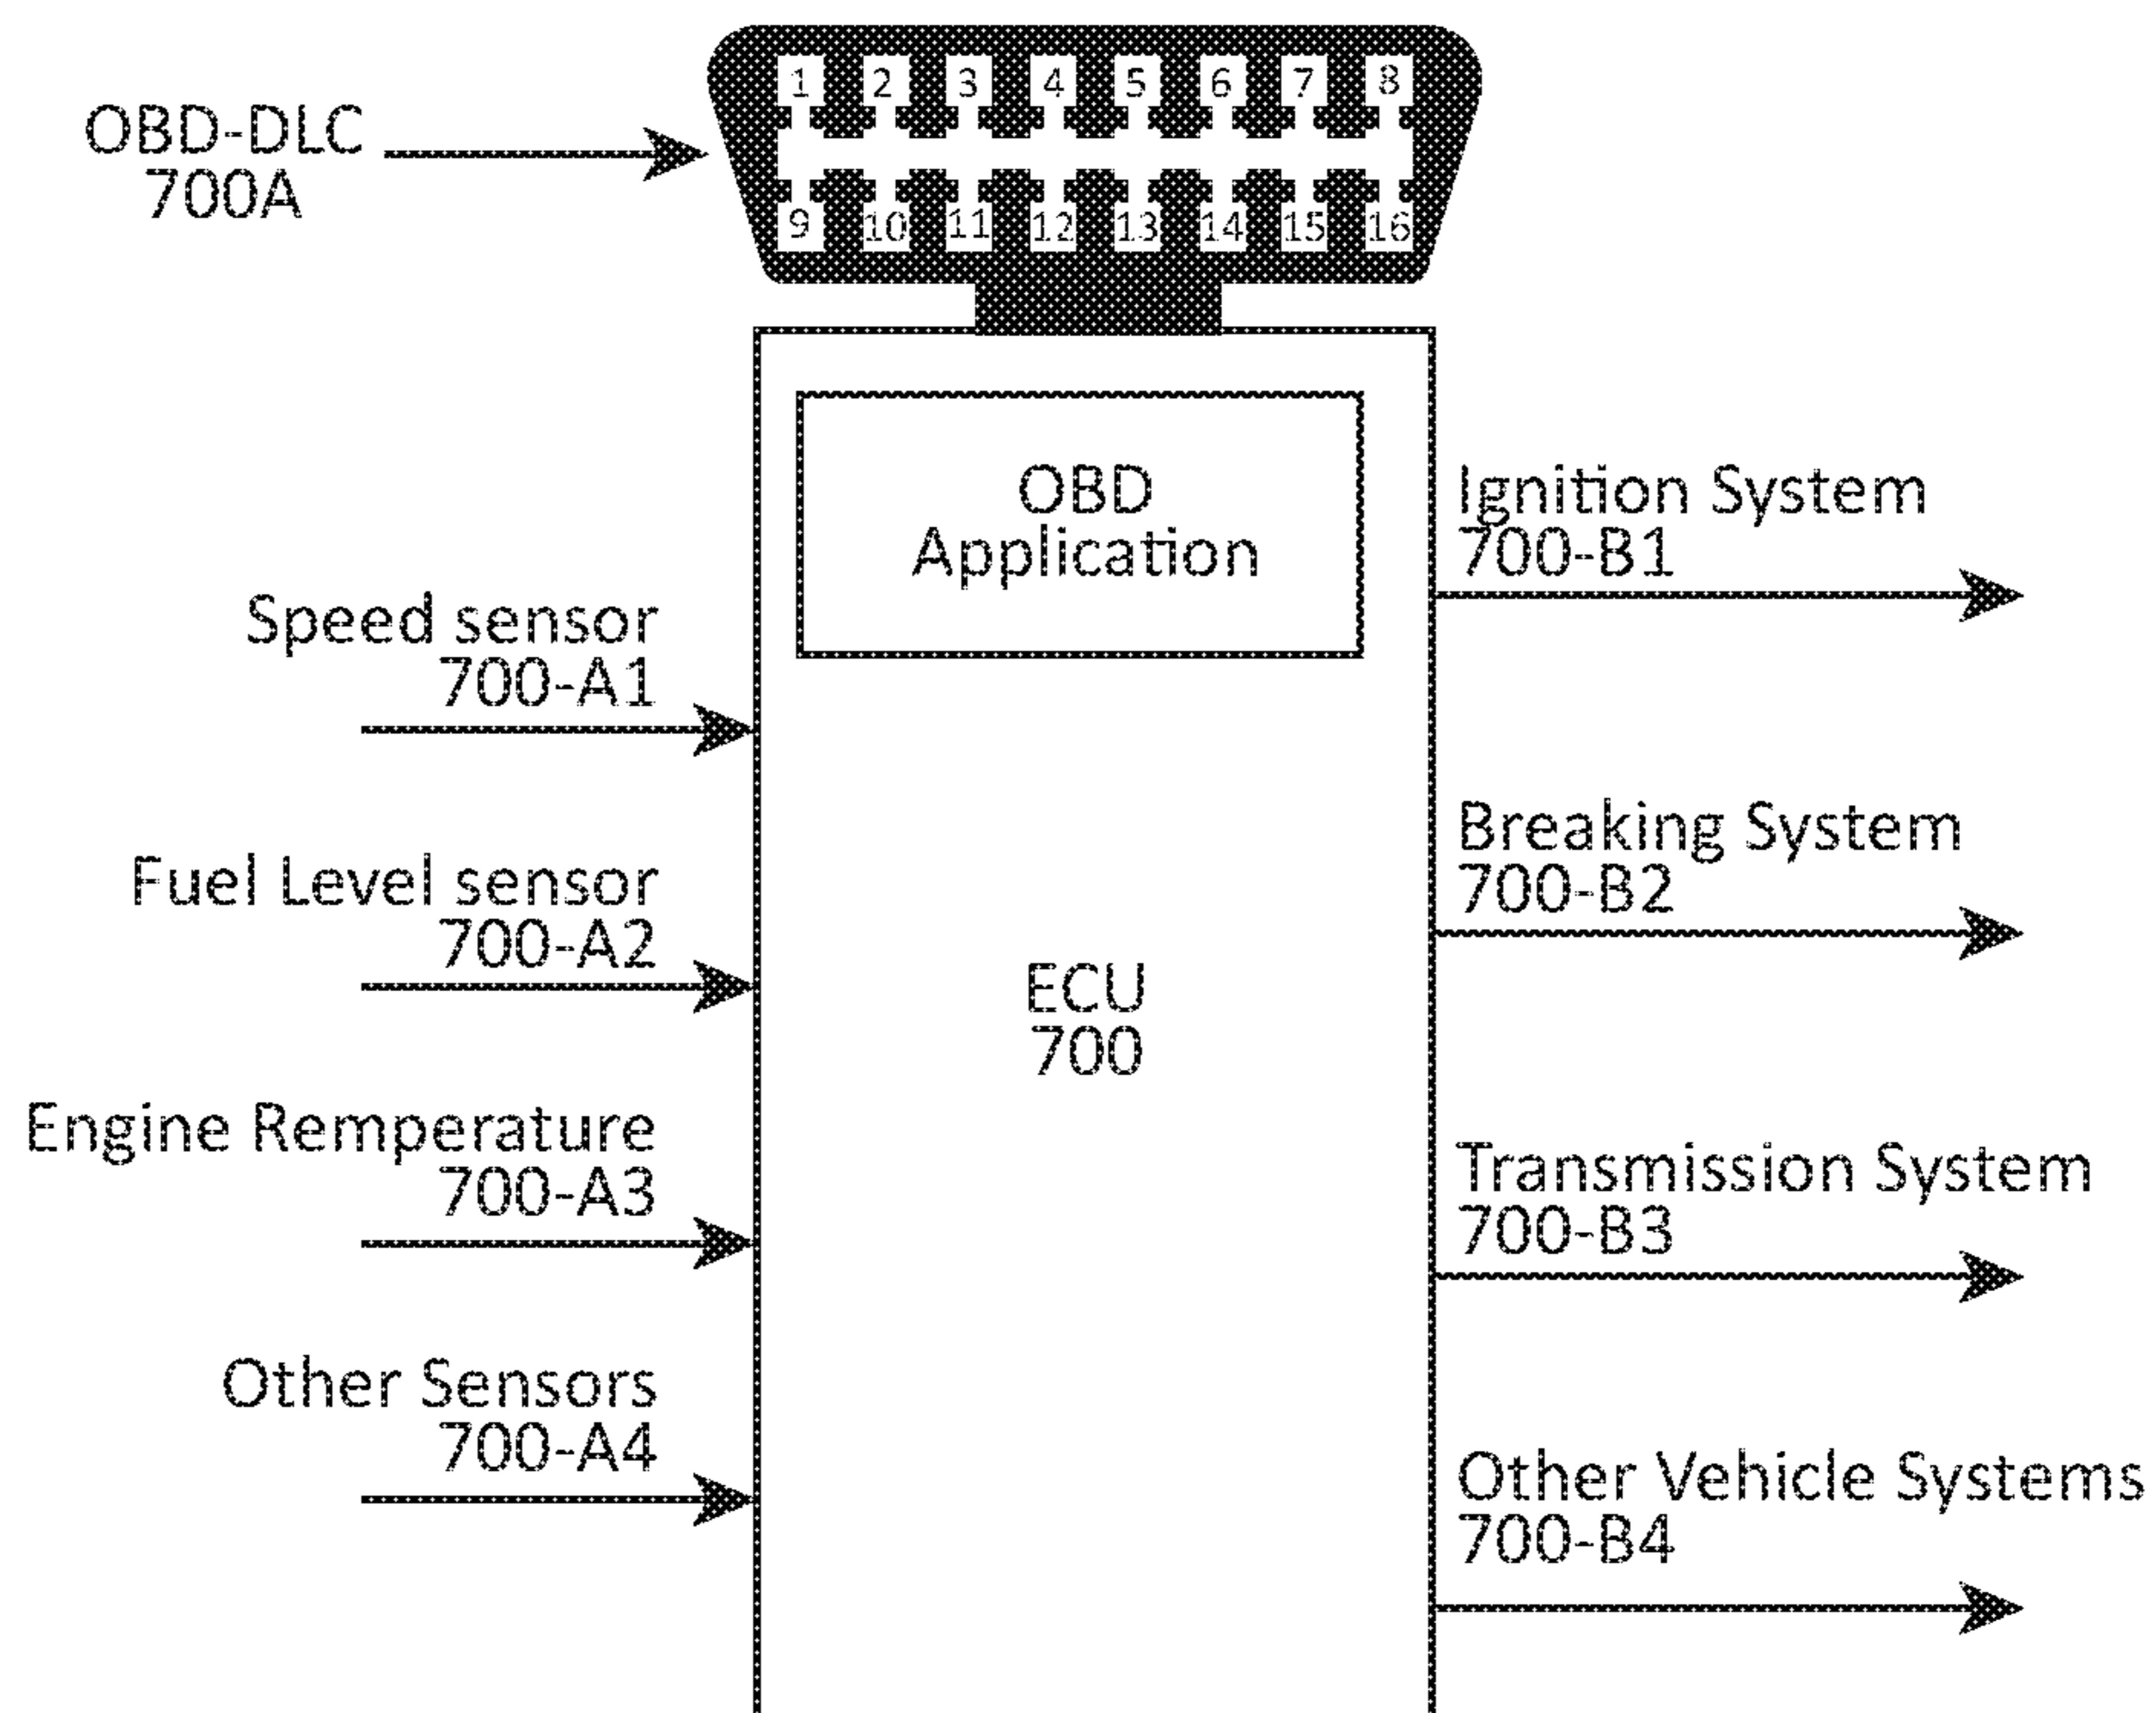 1 2 3 4 5 6 7 8
OBD-DLC
700A
9 10 11 12 13 14 15 16
OBD
Application
Ignition System
700-B1
Speed sensor
700-A1
Breaking System
700-B2
Fuel Level sensor
700-A2
ECU
700
Engine Remperature
700-A3
Transmission System
700-B3
Other Sensors
700-A4
Other Vehicle Systems
700-B4